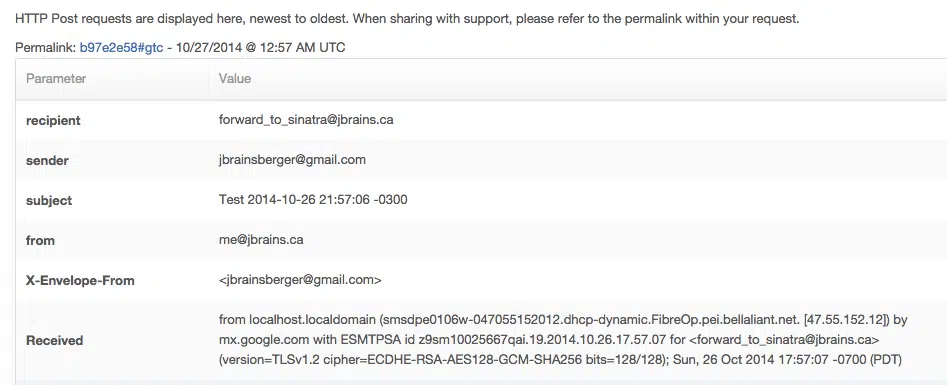 HTTP Post requests are displayed here, newest to oldest. When sharing with support, please refer to the permalink within your request.
Permalink: b97e2e58#gtc - 10/27/2014 @ 12:57 AM UTC
Parameter Value
recipient forward_to_sinatra@jbrains.ca
sender jbrainsberger@gmail.com
subject Test 2014-10-26 21:57:06 -0300
from me@jbrains.ca
X-Envelope-From <jbrainsberger@gmail.com>
from localhost.localdomain (smsdpe0106w-047055152012.dhcp-dynamic.FibreOp.pei.bellaliant.net. [47.55.152.12]) by
Received mx.google.com with ESMTPSA id z9sm10025667qai.19.2014.10.26.17.57.07 for <forward_to_sinatra@jbrains.ca>
(version=TLSv1.2 cipher=ECDHE-RSA-AES128-GCM-SHA256 bits=128/128); Sun, 26 Oct 2014 17:57:07 -0700 (PDT)